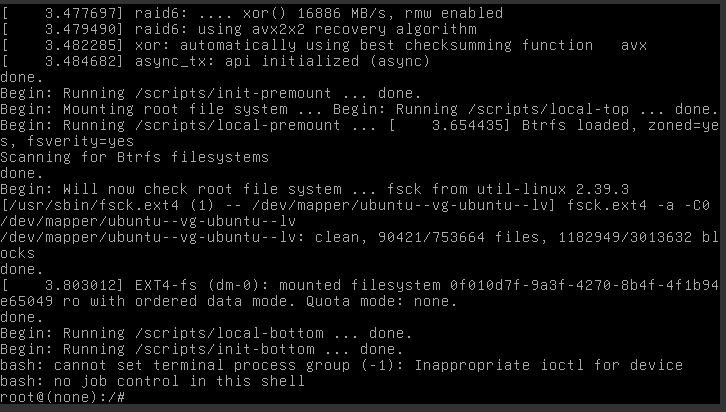 [    3.477697] raid6: .... xor() 16886 MB/s, rmw enabled
[    3.479490] raid6: using avx2x2 recovery algorithm
[    3.482285] xor: automatically using best checksumming function   avx
[    3.484682] async_tx: api initialized (async)
done.
Begin: Running /scripts/init-premount ... done.
Begin: Mounting root file system ... Begin: Running /scripts/local-top ... done.
Begin: Running /scripts/local-premount ... [    3.654435] Btrfs loaded, zoned=ye
s, fsverity=yes
Scanning for Btrfs filesystems
done.
Begin: Will now check root file system ... fsck from util-linux 2.39.3
[/usr/sbin/fsck.ext4 (1) -- /dev/mapper/ubuntu--vg-ubuntu--lv] fsck.ext4 -a -C0
/dev/mapper/ubuntu--vg-ubuntu--lv
/dev/mapper/ubuntu--vg-ubuntu--lv: clean, 90421/753664 files, 1182949/3013632 bl
ocks
done.
[    3.803012] EXT4-fs (dm-0): mounted filesystem 0f010d7f-9a3f-4270-8b4f-4f1b94
e65049 ro with ordered data mode. Quota mode: none.
done.
Begin: Running /scripts/local-bottom ... done.
Begin: Running /scripts/init-bottom ... done.
bash: cannot set terminal process group (-1): Inappropriate ioctl for device
bash: no job control in this shell
root@(none):/#